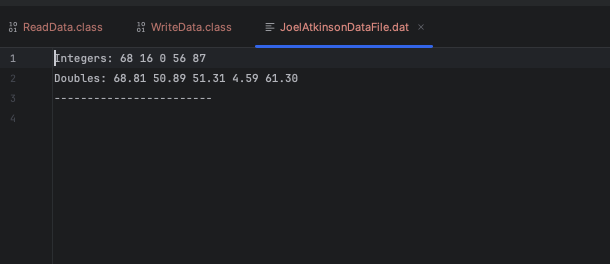 ReadData.class WriteData.class JoelAtkinsonDataFile.dat ×
1 Integers: 68 16 0 56 87
2 Doubles: 68.81 50.89 51.31 4.59 61.30
3 ------------------------
4